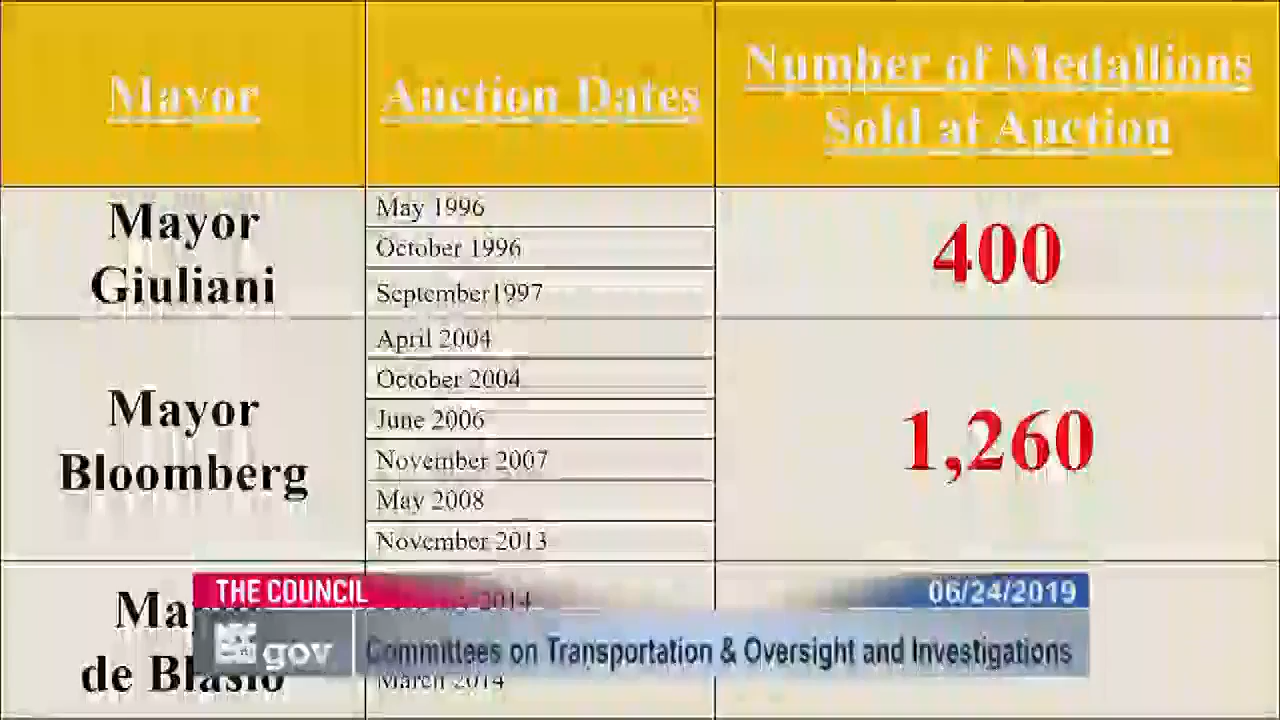 Mayor
Auction Dates
Number of Medallions
Sold at Auction
Mayor
Giuliani
May 1996
October 1996
September1997
400
Mayor
Bloomberg
April 2004
October 2004
June 2006
November 2007
May 2008
November 2013
1,260
de Blasio
2014
March 2014
THE COUNCIL
06/24/2019
NYC gov
Committees on Transportation & Oversight and Investigations